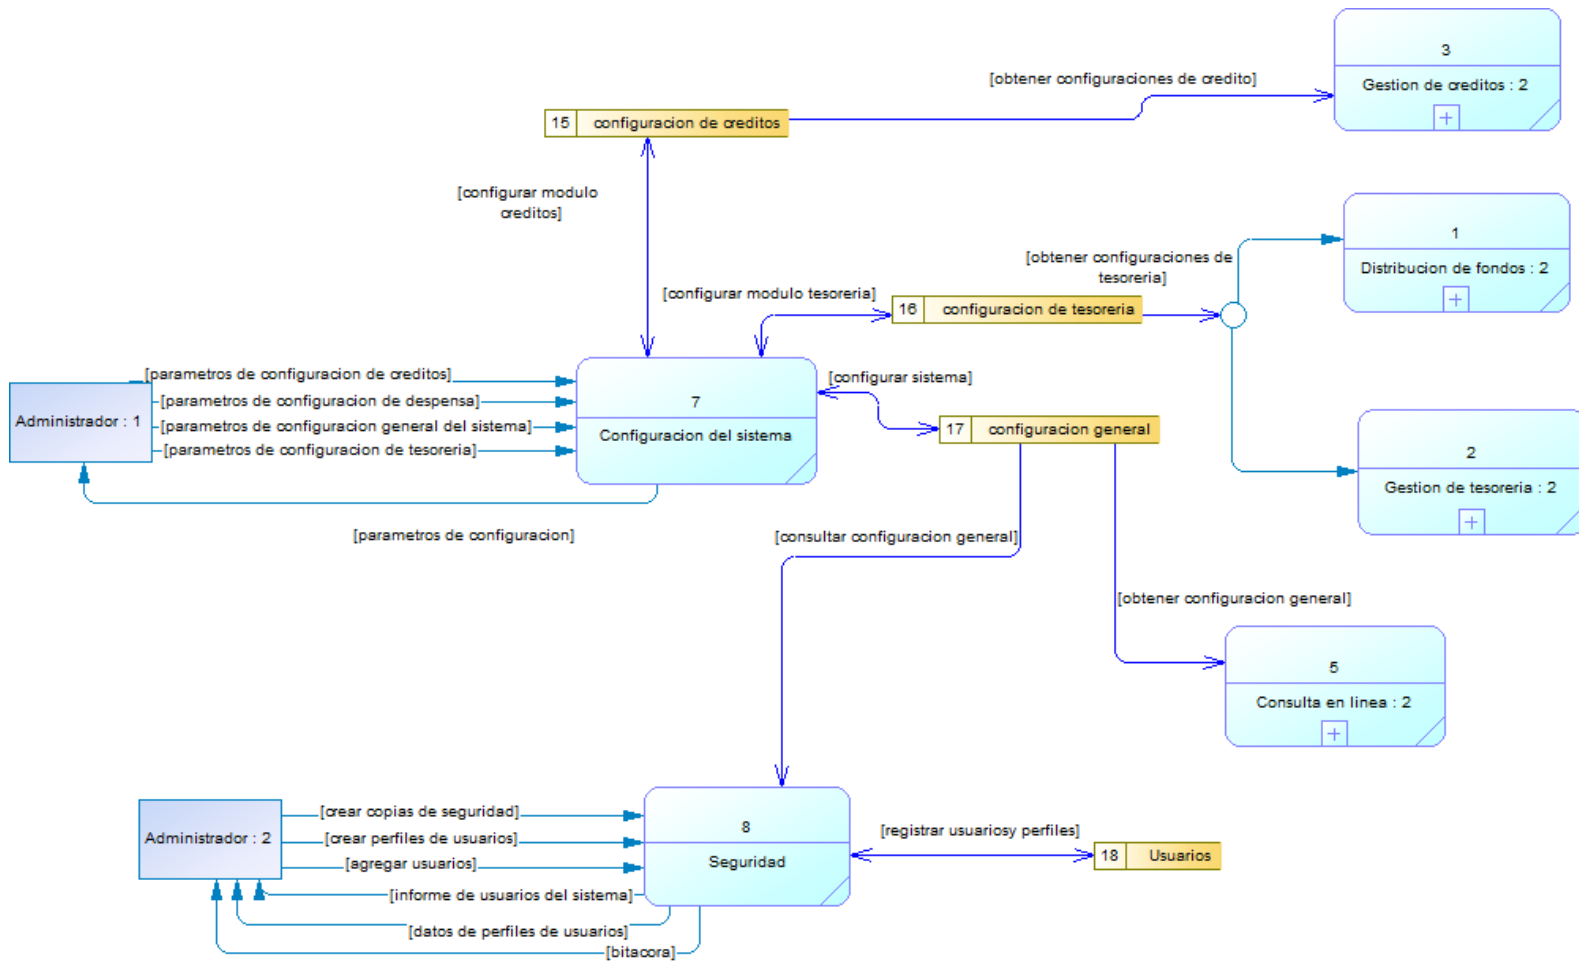 3
Gestion de creditos : 2
[obtener configuraciones de credito]
15 configuracion de creditos
[configurar modulo
creditos]
1
Distribucion de fondos : 2
[obtener configuraciones de
tesoreria]
[configurar modulo tesoreria]
16 configuracion de tesoreria
[parametros de configuracion de creditos]
[parametros de configuracion de despensa]
[parametros de configuracion general del sistema]
[parametros de configuracion de tesoreria]
Administrador : 1
7
Configuracion del sistema
[configurar sistema]
17 configuracion general
2
Gestion de tesoreria : 2
[parametros de configuracion]
[consultar configuracion general]
[obtener configuracion general]
5
Consulta en linea : 2
Administrador : 2
[crear copias de seguridad]
[crear perfiles de usuarios]
[agregar usuarios]
[informe de usuarios del sistema]
[datos de perfiles de usuarios]
[bitacora]
8
Seguridad
[registrar usuariosy perfiles]
18 Usuarios